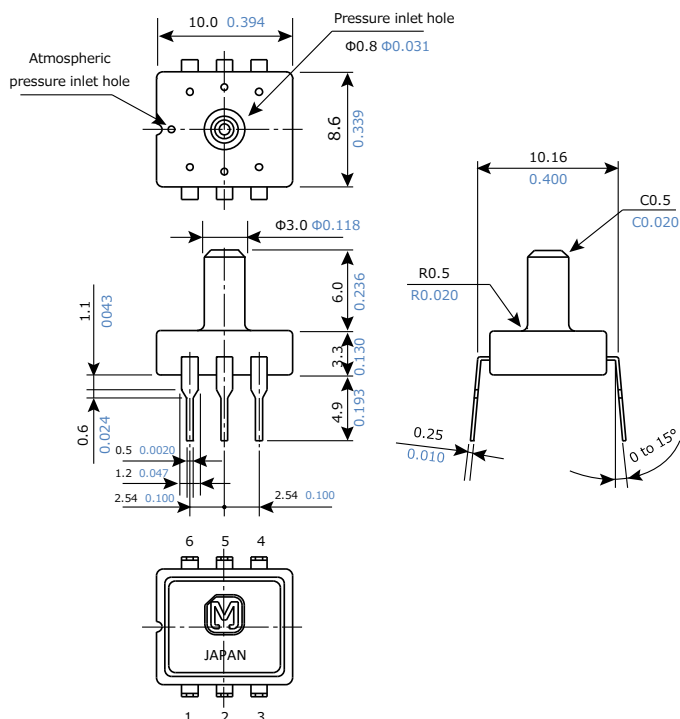 10.0 0.394
Pressure inlet hole
Φ0.8 Φ0.031
Atmospheric
pressure inlet hole
8.6
0.339
10.16
0.400
C0.5
C0.020
Φ3.0 Φ0.118
R0.5
R0.020
6.0
0.236
1.1
0043
3.3
0.130
4.9
0.193
0.6
0.024
0.5 0.0020
1.2 0.047
2.54 0.100
2.54 0.100
0.25
0.010
0 to 15°
6 5 4
M
JAPAN
1 2 3